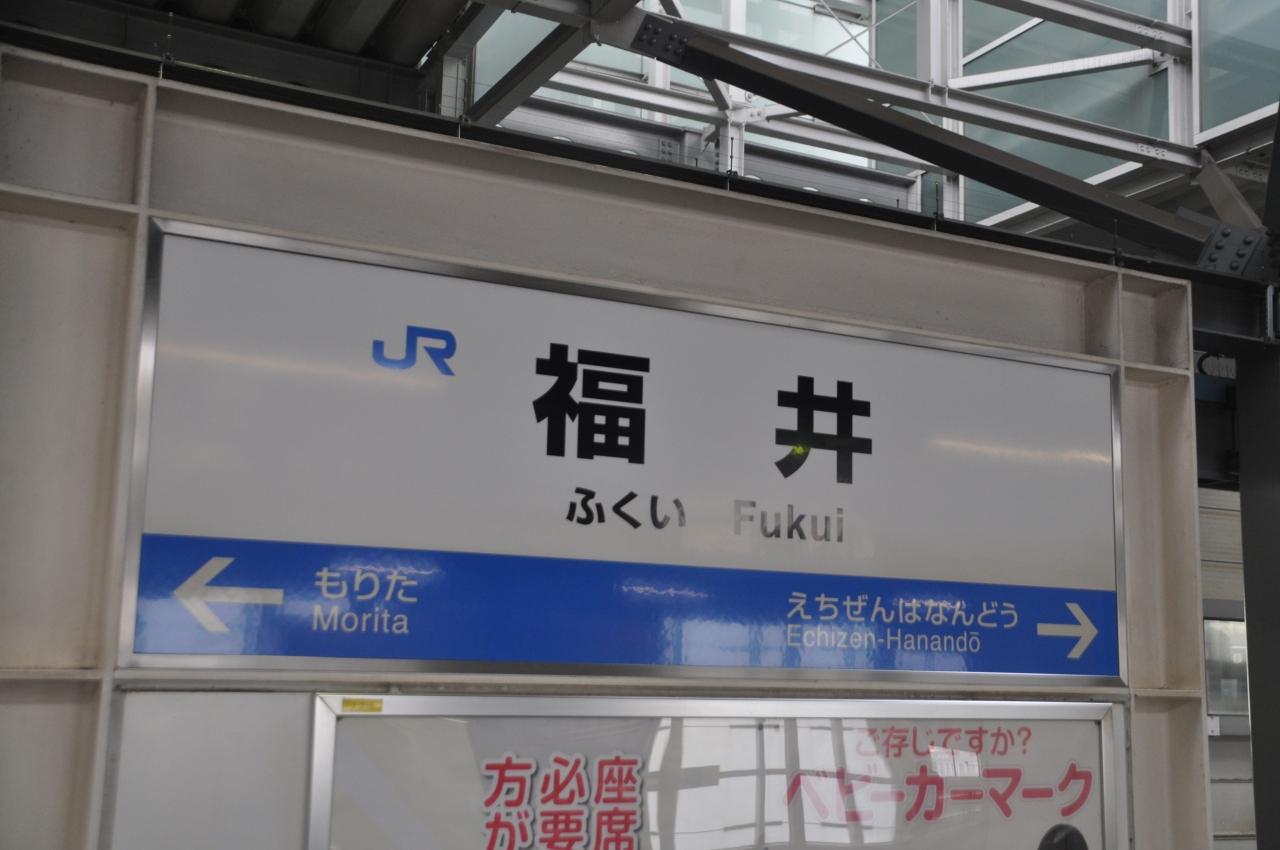 JR 福井
ふくい Fukui
もりた
Morita
えちぜんはなんどう
Echizen-Hanandō
ご存じですか?
ベビーカーマーク
座席
必要
方が